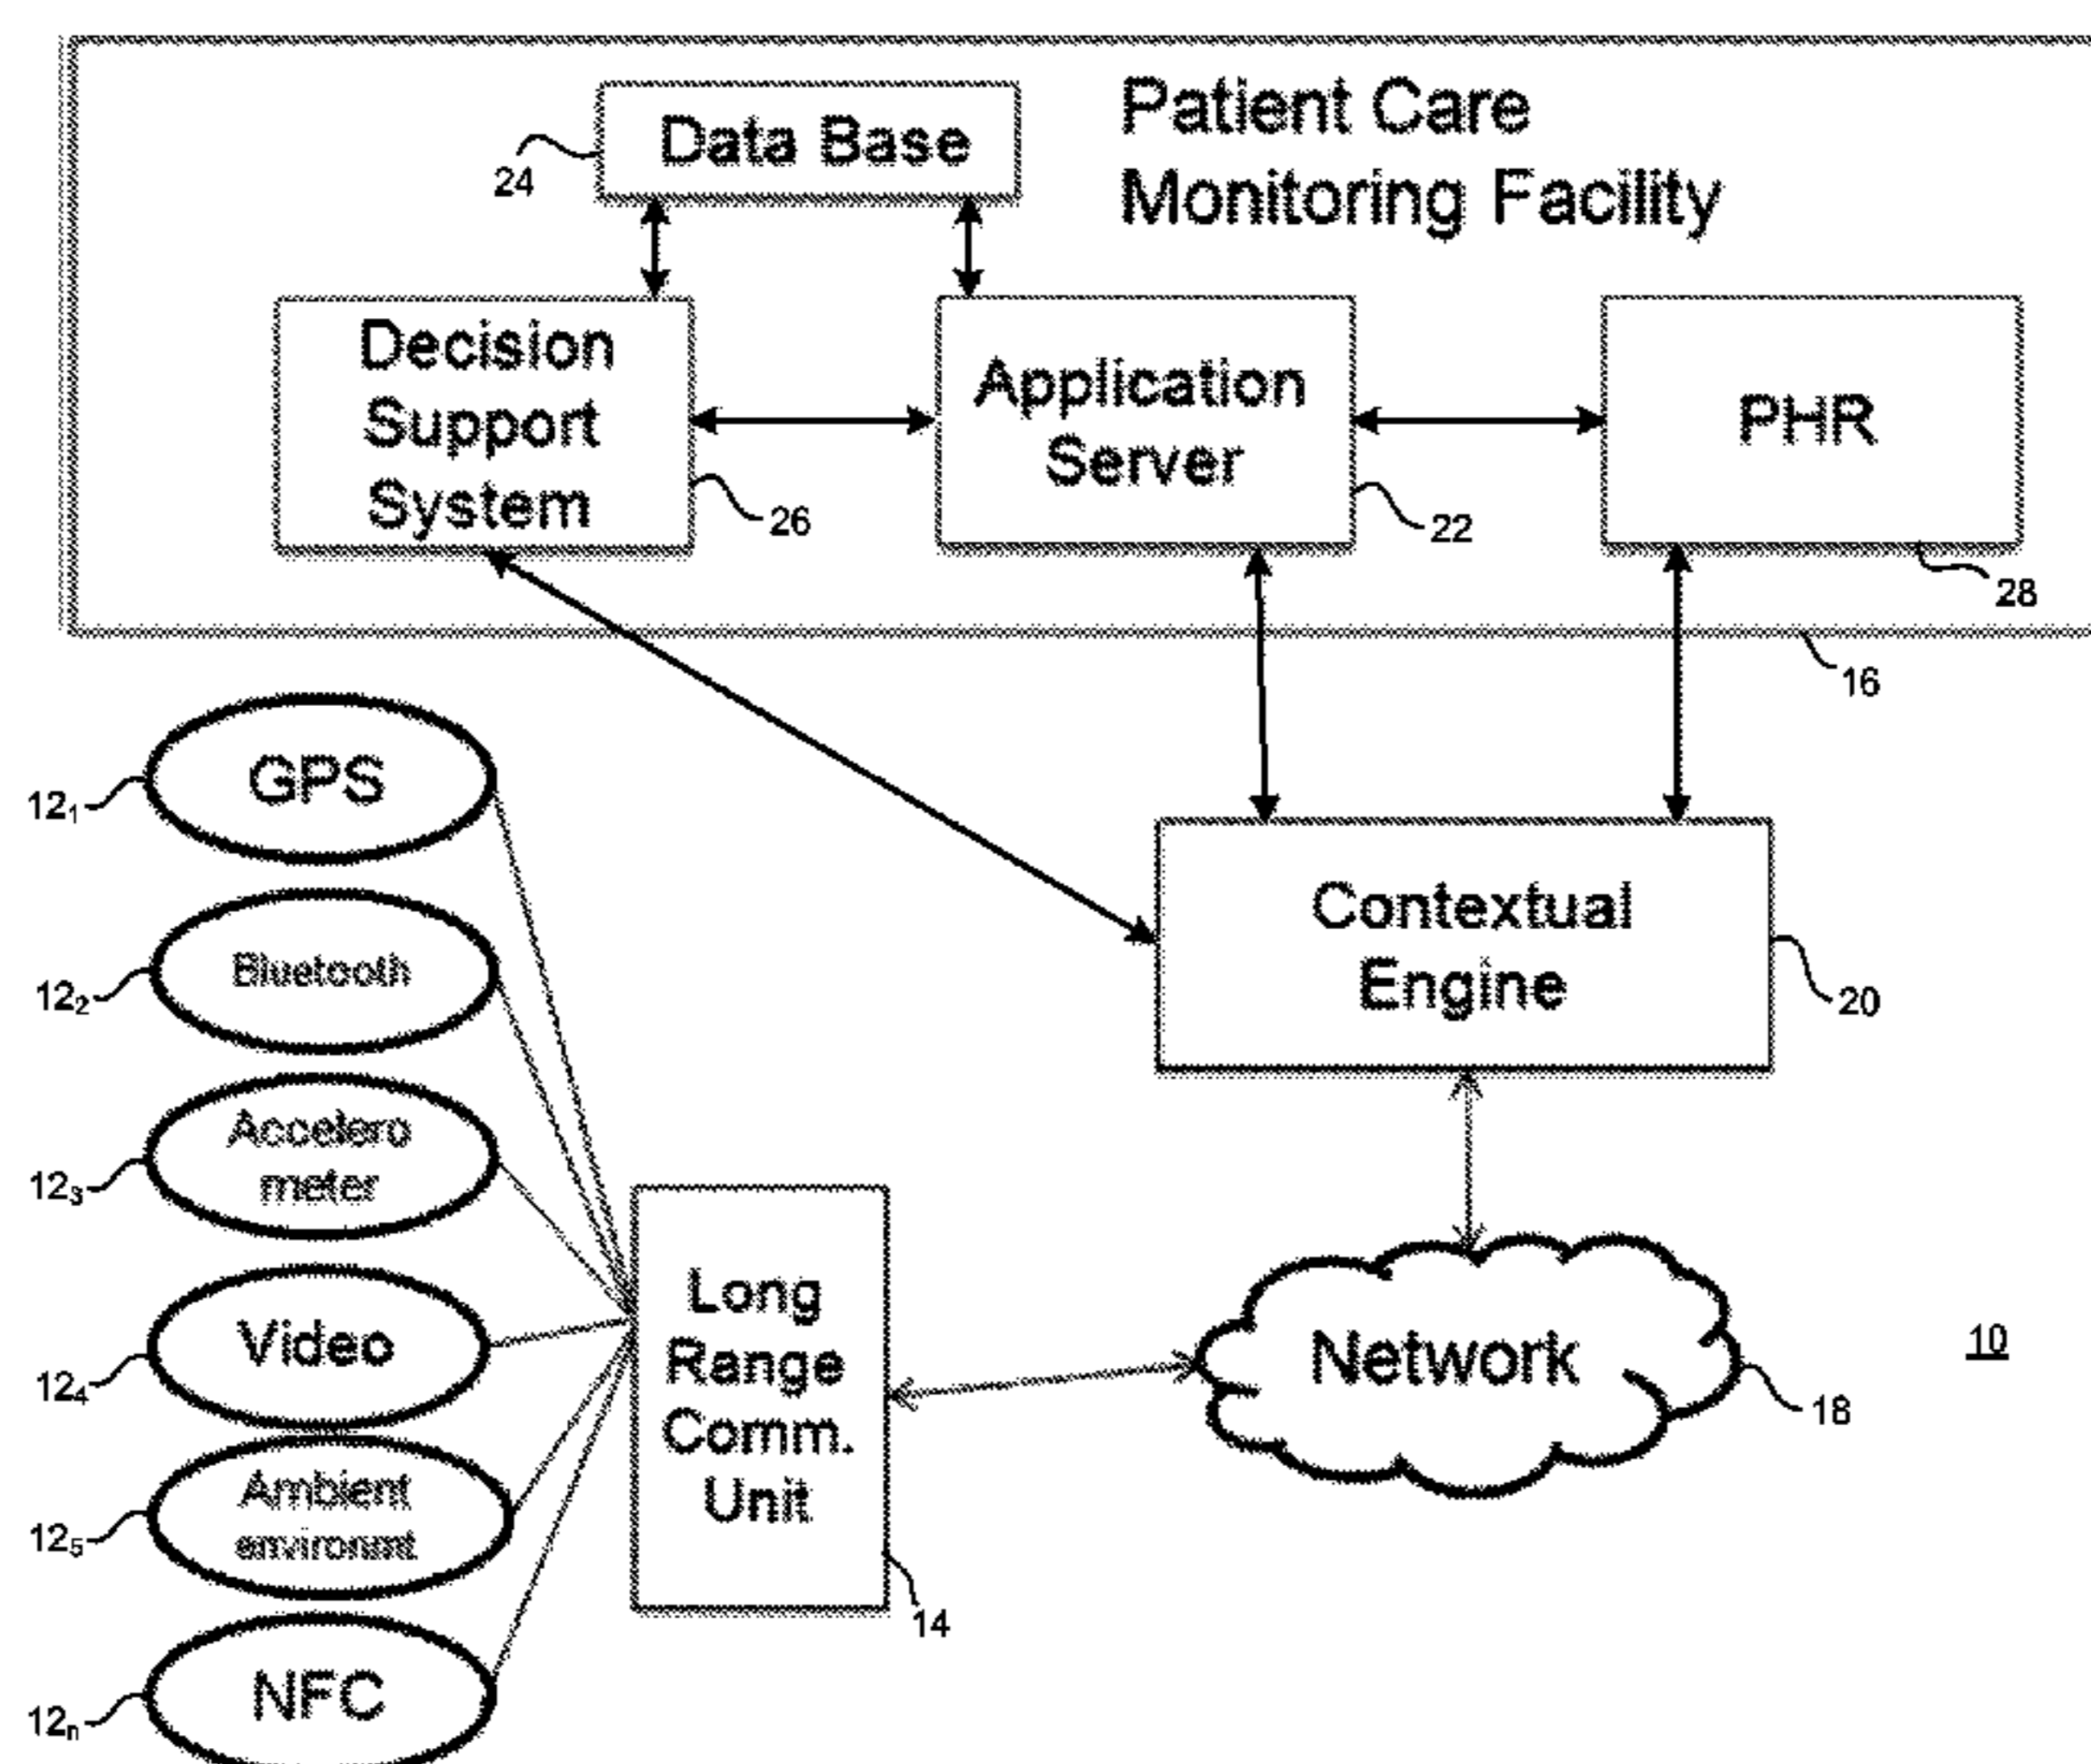 Patient Care
Monitoring Facility
Data Base
24
Decision
Support
System
26
Application
Server
22
PHR
28
16
GPS
12₁
Bluetooth
12₂
Accelero
meter
12₃
Video
12₄
Ambient
environmt
12₅
NFC
12ₙ
Long
Range
Comm.
Unit
14
Contextual
Engine
20
Network
18
10